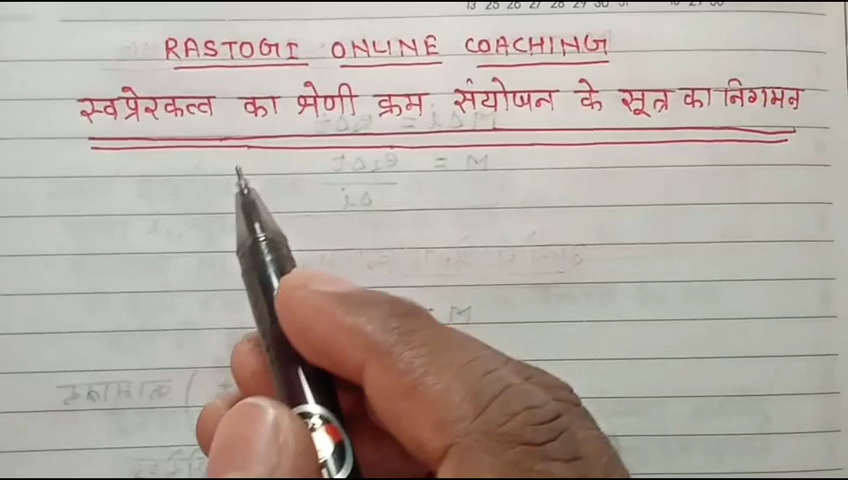 RASTOGI ONLINE COACHING
स्वप्रेरकत्व का श्रेणी क्रम संयोजन के सूत्र का निगमन